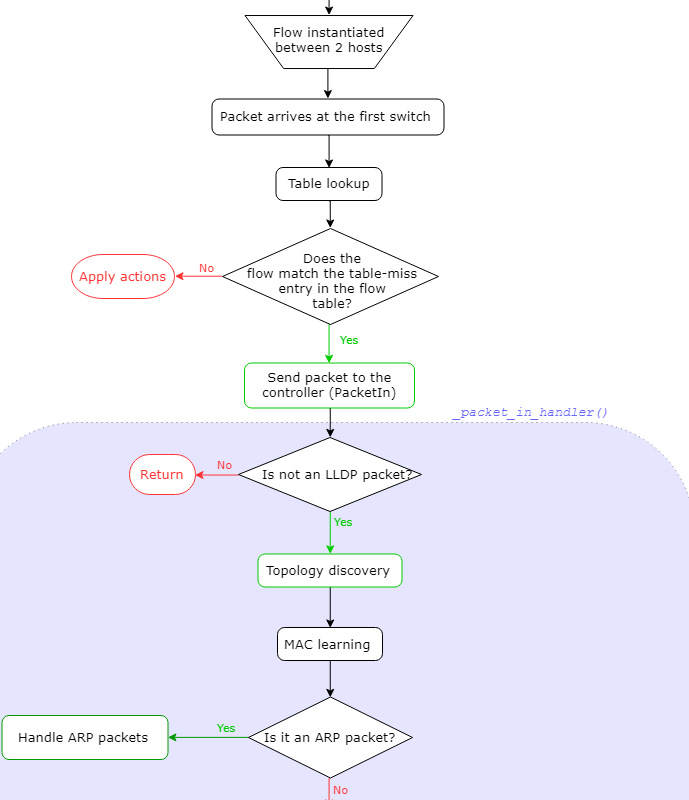 Flow instantiated
between 2 hosts
Packet arrives at the first switch
Table lookup
Does the
flow match the table-miss
entry in the flow
table?
No
Apply actions
Yes
Send packet to the
controller (PacketIn)
_packet_in_handler()
Is not an LLDP packet?
No
Return
Yes
Topology discovery
MAC learning
Is it an ARP packet?
Yes
Handle ARP packets
No